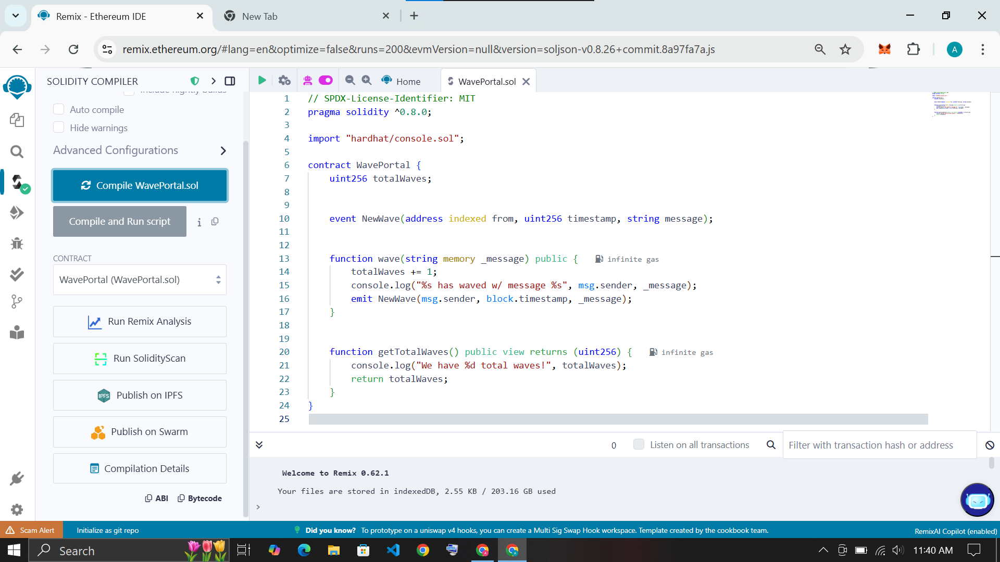 Remix - Ethereum IDE
New Tab
remix.ethereum.org/#lang=en&optimize=false&runs=200&evmVersion=null&version=soljson-v0.8.26+commit.8a97fa7a.js
A
SOLIDITY COMPILER
Include nightly builds
Auto compile
Hide warnings
Advanced Configurations
Compile WavePortal.sol
Compile and Run script
i
CONTRACT
WavePortal (WavePortal.sol)
Run Remix Analysis
Run SolidityScan
IPFS Publish on IPFS
Publish on Swarm
Compilation Details
ABI Bytecode
Home
WavePortal.sol
1 // SPDX-License-Identifier: MIT
2 pragma solidity ^0.8.0;
3
4 import "hardhat/console.sol";
5
6 contract WavePortal {
7 uint256 totalWaves;
8
9
10 event NewWave(address indexed from, uint256 timestamp, string message);
11
12
13 function wave(string memory _message) public { infinite gas
14 totalWaves += 1;
15 console.log("%s has waved w/ message %s", msg.sender, _message);
16 emit NewWave(msg.sender, block.timestamp, _message);
17 }
18
19
20 function getTotalWaves() public view returns (uint256) { infinite gas
21 console.log("We have %d total waves!", totalWaves);
22 return totalWaves;
23 }
24 }
25
0 Listen on all transactions Filter with transaction hash or address
Welcome to Remix 0.62.1
Your files are stored in indexedDB, 2.55 KB / 203.16 GB used
>
Scam Alert Initialize as git repo Did you know? To prototype on a uniswap v4 hooks, you can create a Multi Sig Swap Hook workspace. Template created by the cookbook team. RemixAI Copilot (enabled)
Search
11:40 AM